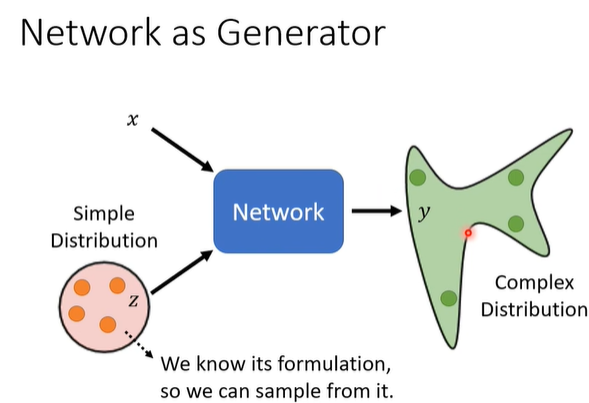 Network as Generator
x
Simple
Distribution
z
Network
y
Complex
Distribution
We know its formulation,
so we can sample from it.